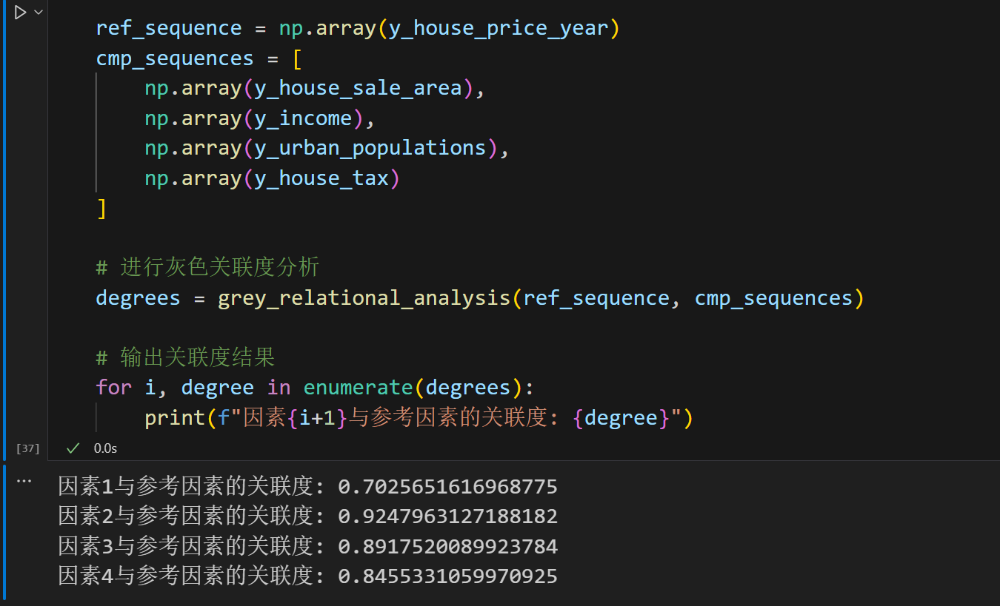 ref_sequence = np.array(y_house_price_year)
cmp_sequences = [
    np.array(y_house_sale_area),
    np.array(y_income),
    np.array(y_urban_populations),
    np.array(y_house_tax)
]
# 进行灰色关联度分析
degrees = grey_relational_analysis(ref_sequence, cmp_sequences)
# 输出关联度结果
for i, degree in enumerate(degrees):
    print(f"因素{i+1}与参考因素的关联度: {degree}")
[37] 0.0s
因素1与参考因素的关联度: 0.7025651616968775
因素2与参考因素的关联度: 0.9247963127188182
因素3与参考因素的关联度: 0.8917520089923784
因素4与参考因素的关联度: 0.8455331059970925